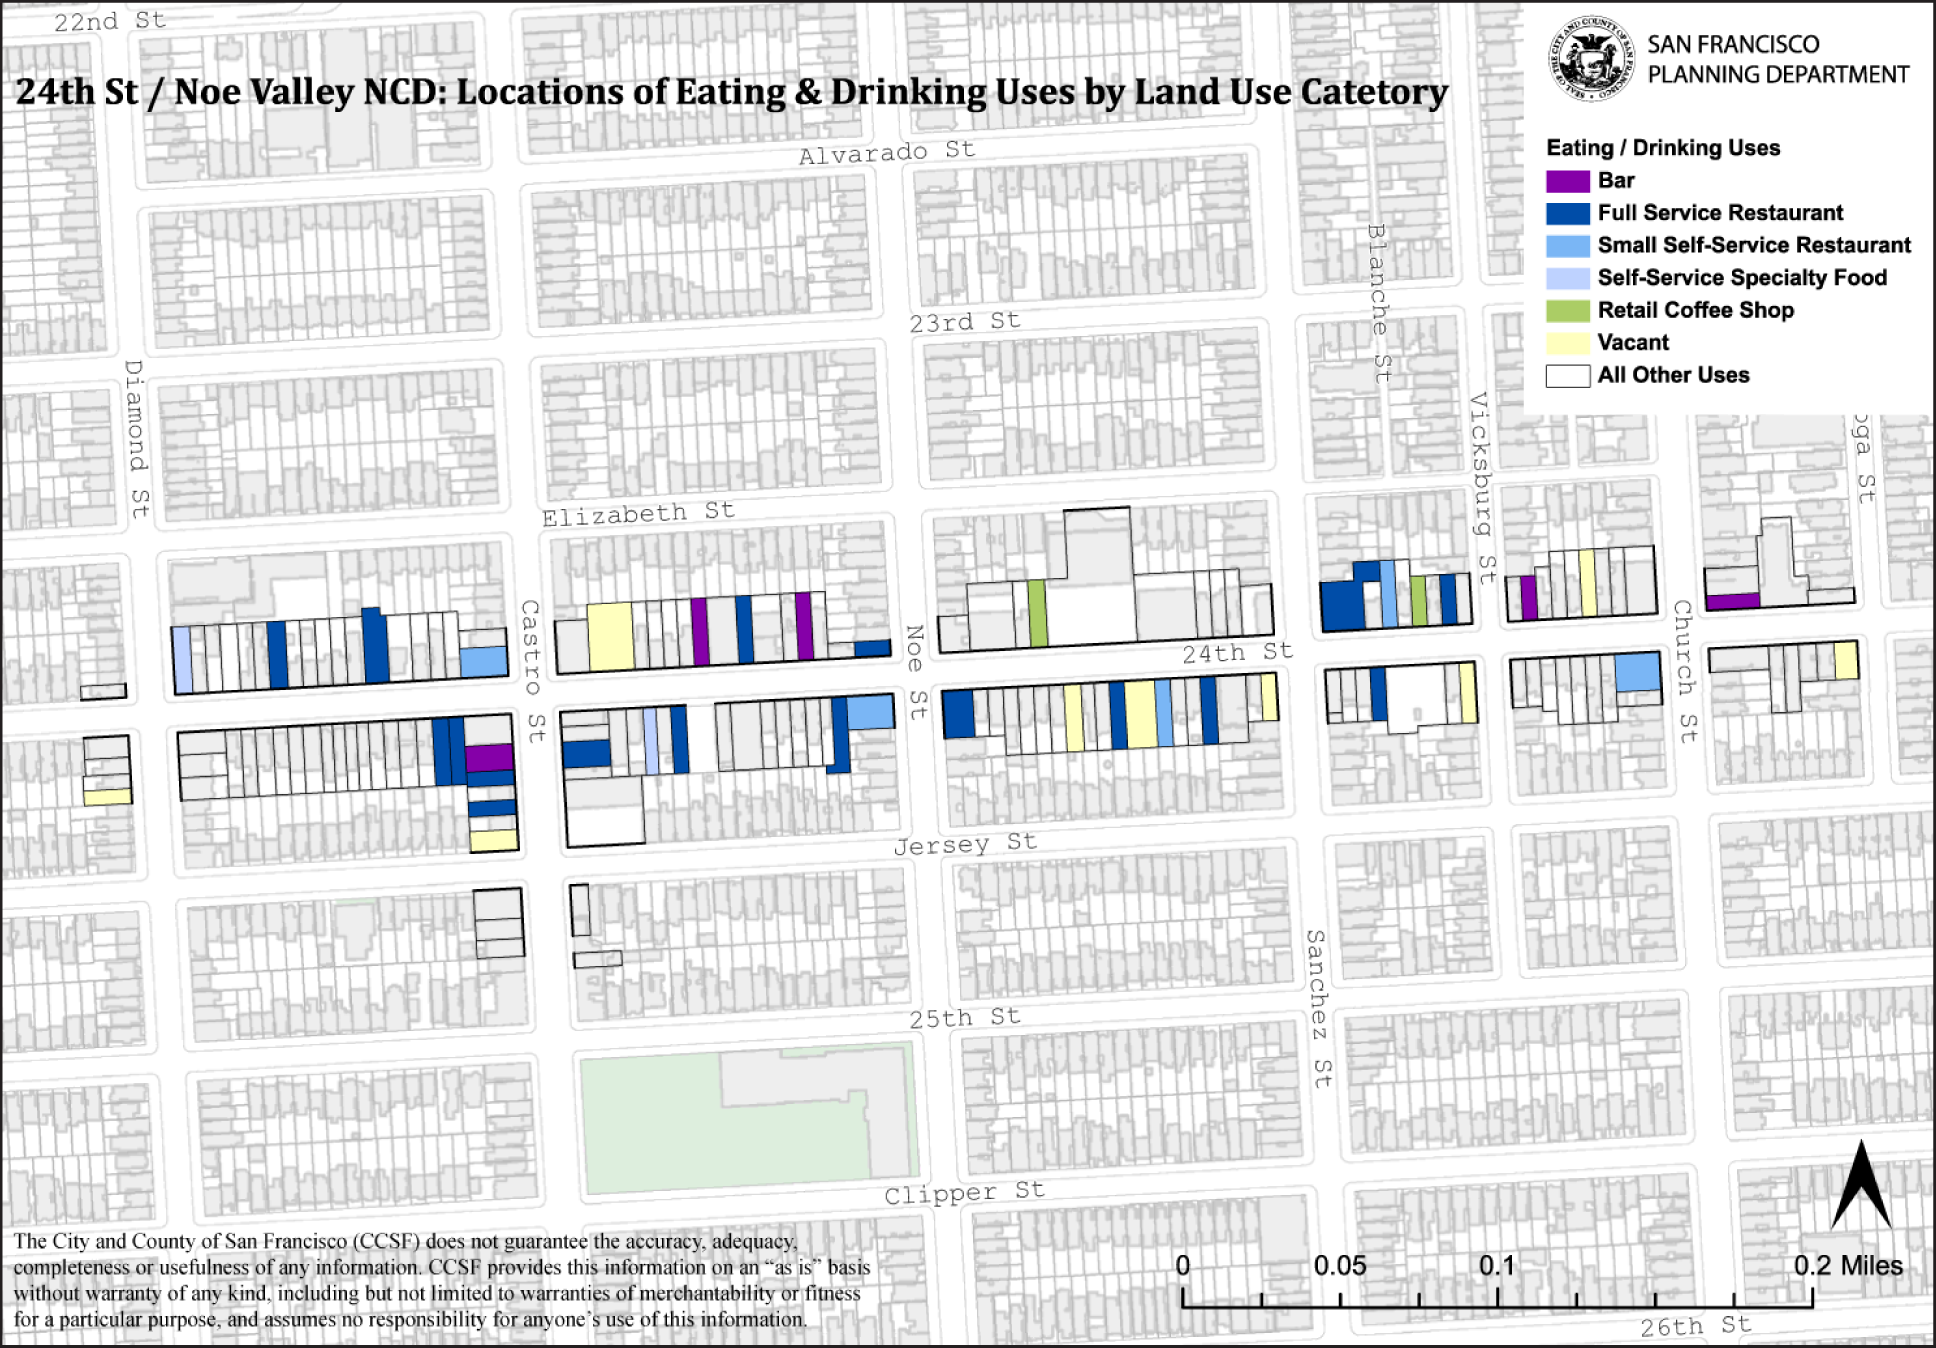 22nd St
24th St / Noe Valley NCD: Locations of Eating & Drinking Uses by Land Use Catetory
SAN FRANCISCO
PLANNING DEPARTMENT
Eating / Drinking Uses
Bar
Full Service Restaurant
Small Self-Service Restaurant
Self-Service Specialty Food
Retail Coffee Shop
Vacant
All Other Uses
Alvarado St
Blanche St
23rd St
Diamond St
Vicksburg St
oga St
Elizabeth St
Castro St
Noe St
24th St
Church St
Jersey St
Sanchez St
25th St
Clipper St
The City and County of San Francisco (CCSF) does not guarantee the accuracy, adequacy,
completeness or usefulness of any information. CCSF provides this information on an “as is” basis
without warranty of any kind, including but not limited to warranties of merchantability or fitness
for a particular purpose, and assumes no responsibility for anyone’s use of this information.
0 0.05 0.1 0.2 Miles
26th St